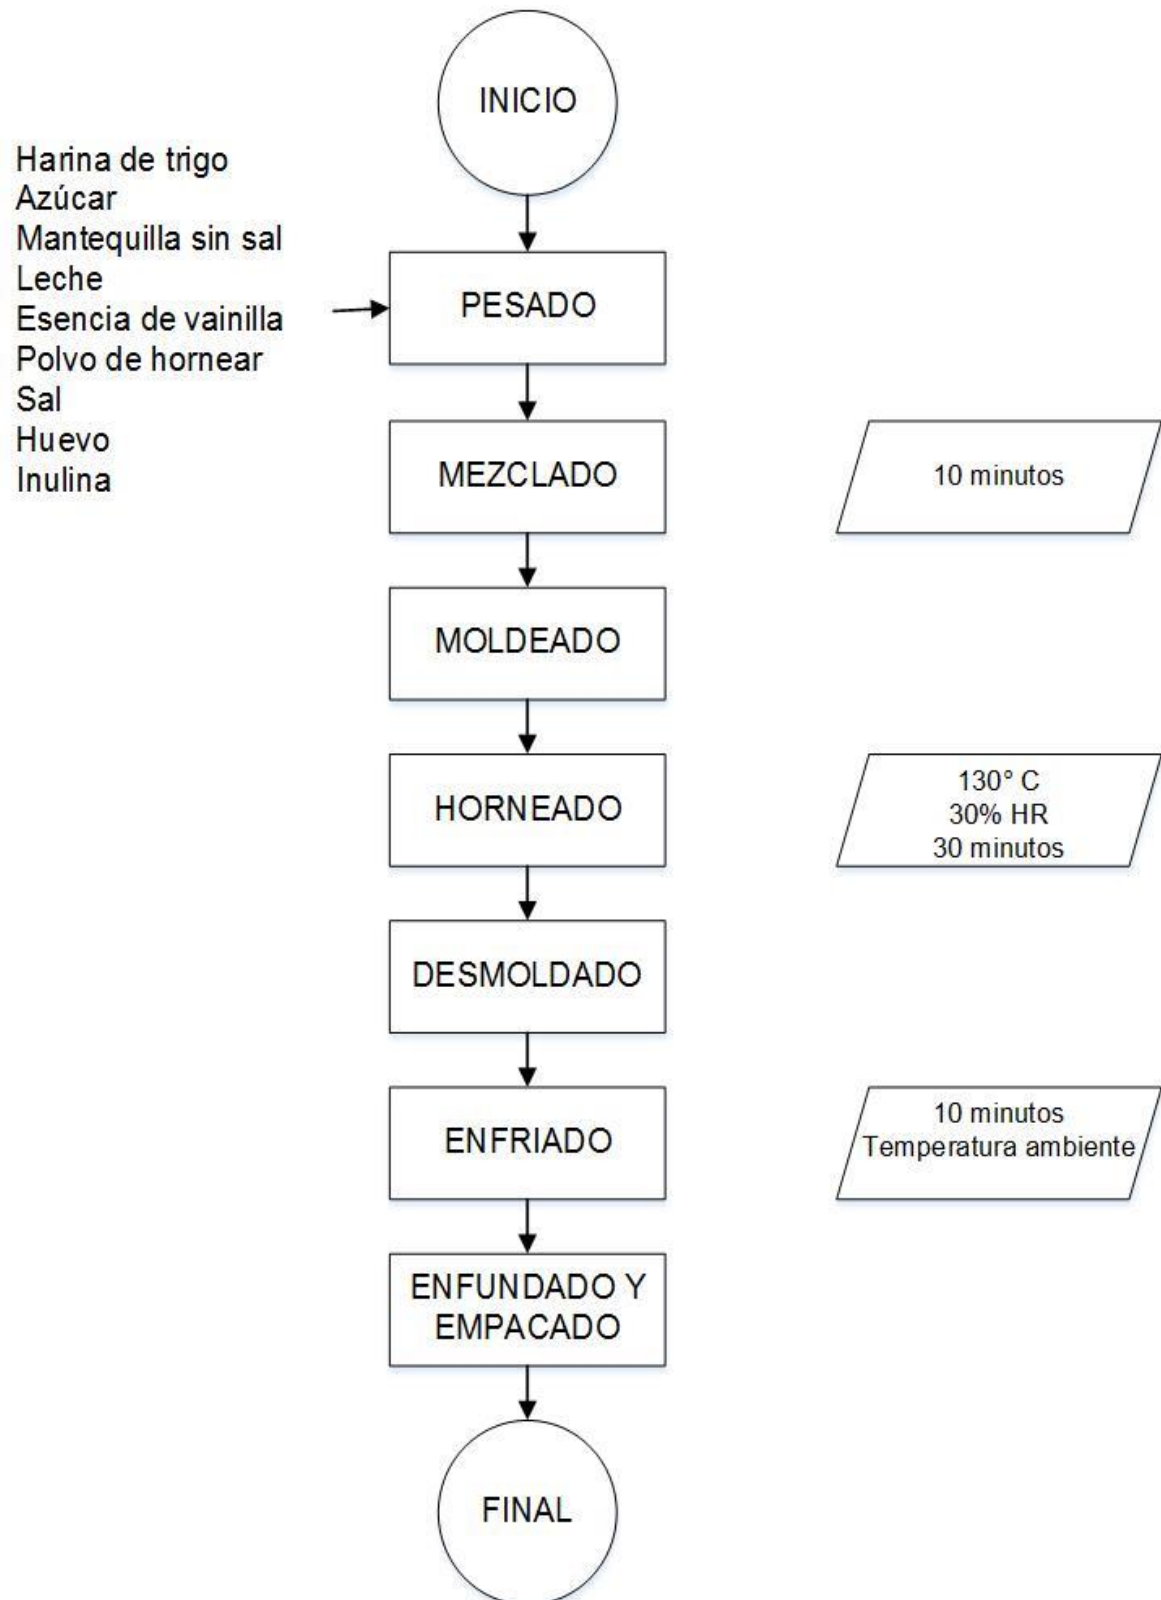 INICIO
Harina de trigo
Azúcar
Mantequilla sin sal
Leche
Esencia de vainilla
Polvo de hornear
Sal
Huevo
Inulina
PESADO
MEZCLADO
10 minutos
MOLDEADO
HORNEADO
130° C
30% HR
30 minutos
DESMOLDADO
ENFRIADO
10 minutos
Temperatura ambiente
ENFUNDADO Y
EMPACADO
FINAL